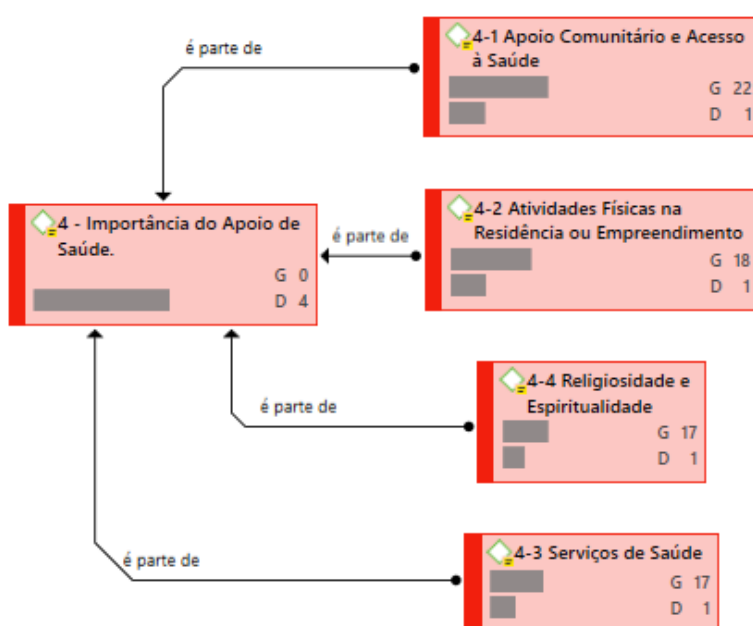 é parte de
4-1 Apoio Comunitário e Acesso
à Saúde
G 22
D 1
4 - Importância do Apoio de
Saúde.
G 0
D 4
é parte de
4-2 Atividades Físicas na
Residência ou Empreendimento
G 18
D 1
é parte de
4-4 Religiosidade e
Espiritualidade
G 17
D 1
é parte de
4-3 Serviços de Saúde
G 17
D 1